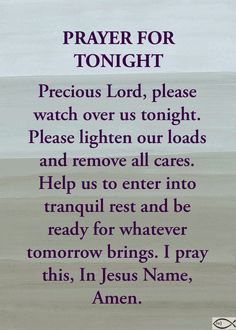 PRAYER FOR
TONIGHT
Precious Lord, please
watch over us tonight.
Please lighten our loads
and remove all cares.
Help us to enter into
tranquil rest and be
ready for whatever
tomorrow brings. I pray
this, In Jesus Name,
Amen.